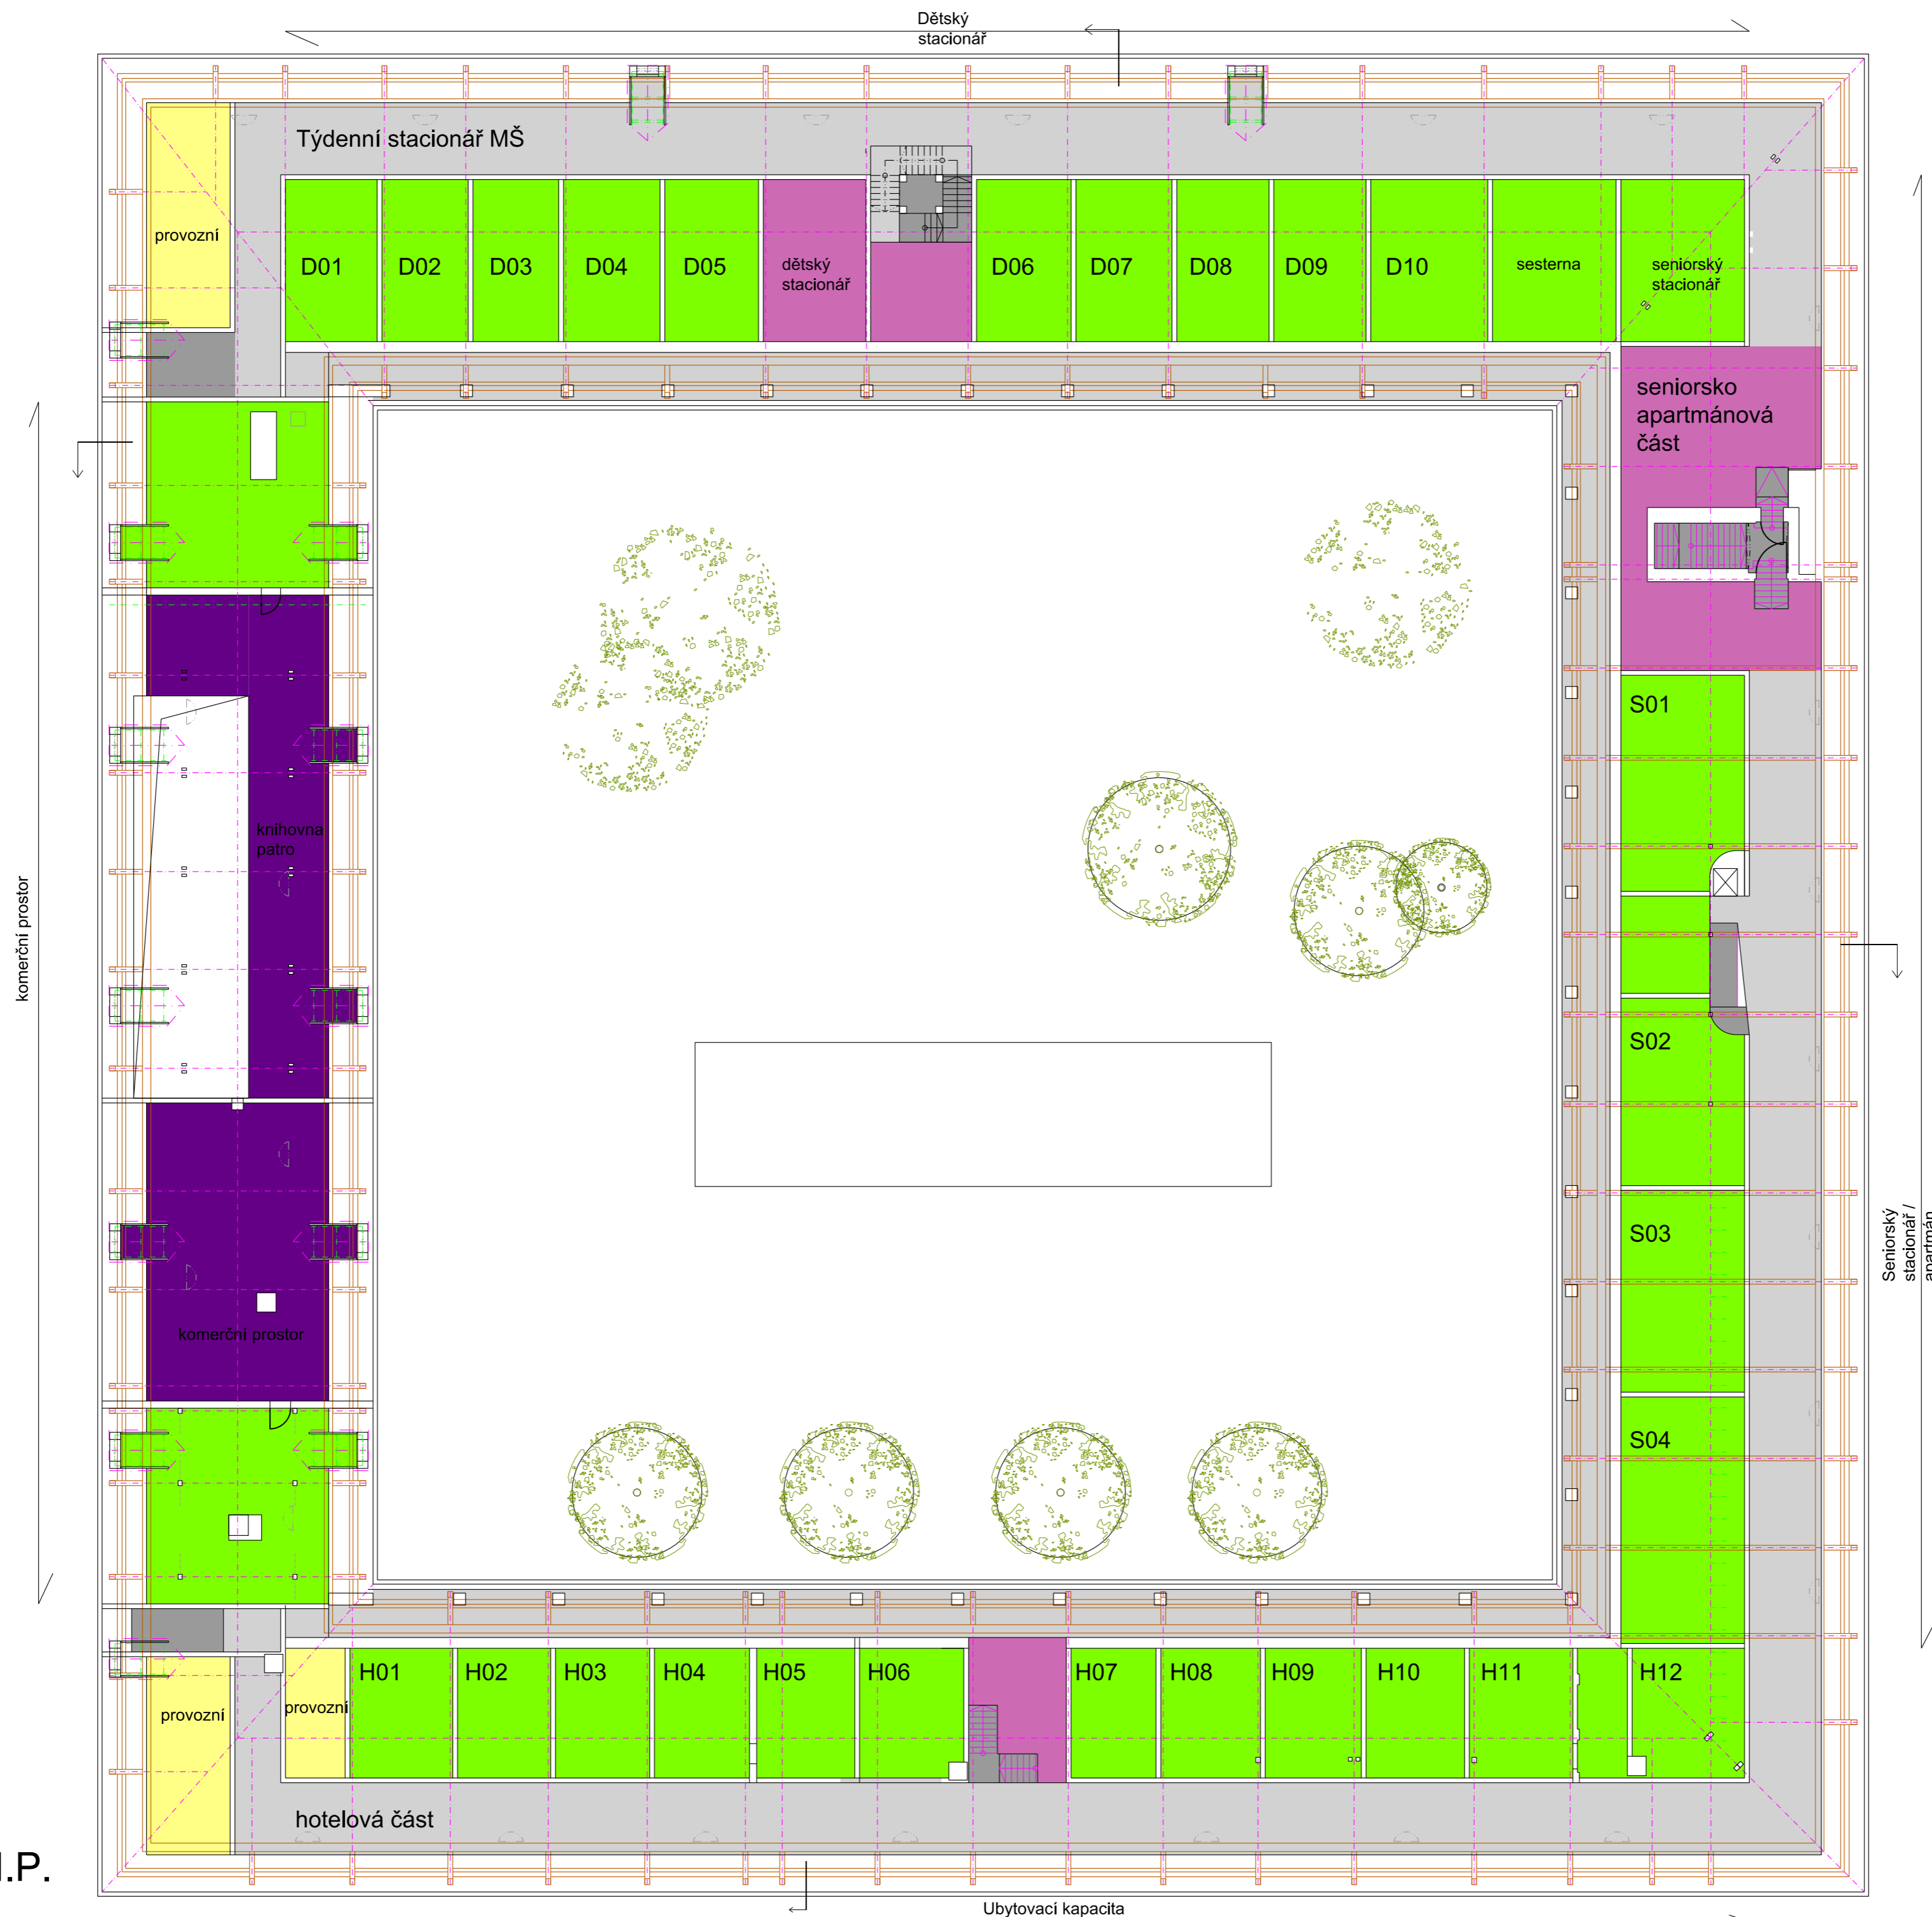 Dětský
stacionář
Týdenní stacionář MŠ
provozní
D01
D02
D03
D04
D05
dětský
stacionář
D06
D07
D08
D09
D10
sesterna
seniorský
stacionář
seniorsko
apartmánová
část
S01
knihovna
patro
komerční prostor
S02
S03
Seniorský
stacionář /
apartmán
komerční prostor
S04
H01
H02
H03
H04
H05
H06
H07
H08
H09
H10
H11
H12
provozní
provozní
hotelová část
I.P.
Ubytovací kapacita